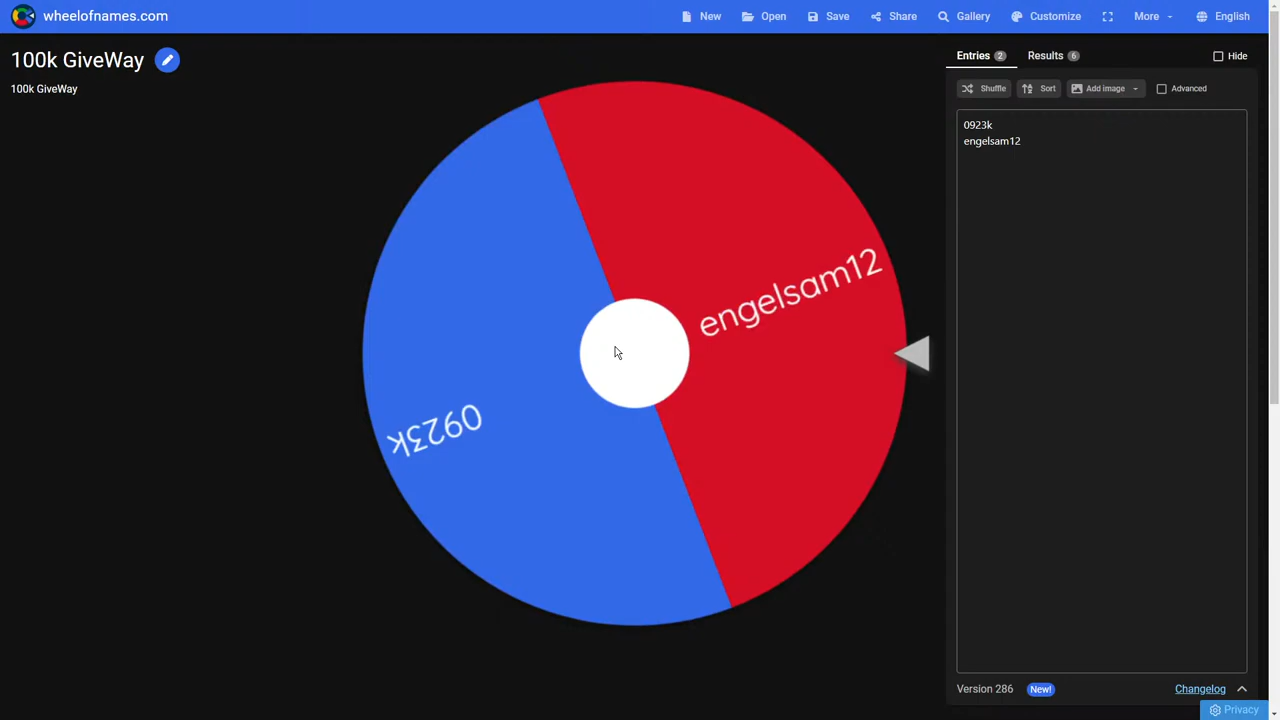 wheelofnames.com
New
Open
Save
Share
Gallery
Customize
More
English
100k GiveWay
100k GiveWay
Entries 2
Results 6
Hide
Shuffle
Sort
Add image
Advanced
0923k
engelsam12
engelsam12
0923k
Version 286
New!
Changelog
Privacy